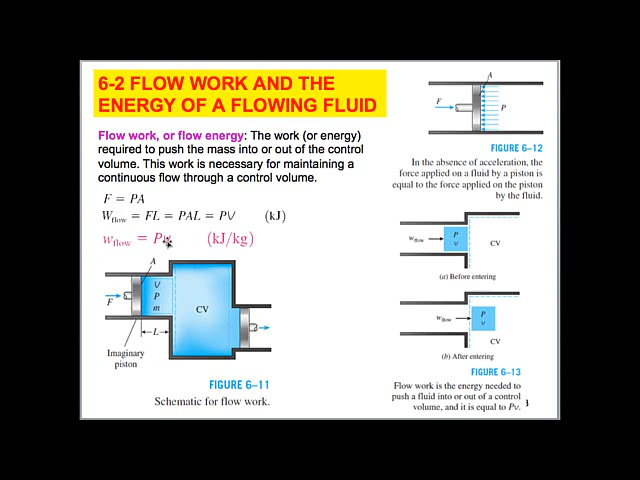 6-2 FLOW WORK AND THE
ENERGY OF A FLOWING FLUID
Flow work, or flow energy: The work (or energy)
required to push the mass into or out of the control
volume. This work is necessary for maintaining a
continuous flow through a control volume.
F = PA
Wflow = FL = PAL = PV (kJ)
wflow = Pv (kJ/kg)
A
F
V
P
m
CV
L
Imaginary
piston
FIGURE 6–11
Schematic for flow work.
A
F
P
FIGURE 6–12
In the absence of acceleration, the
force applied on a fluid by a piston is
equal to the force applied on the piston
by the fluid.
wflow
P
v
CV
(a) Before entering
wflow
P
v
CV
(b) After entering
FIGURE 6–13
Flow work is the energy needed to
push a fluid into or out of a control
volume, and it is equal to Pv.